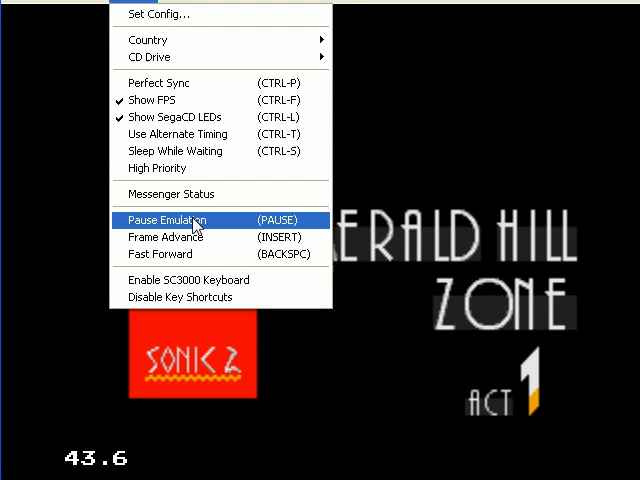 Set Config...
Country
CD Drive
Perfect Sync (CTRL-P)
Show FPS (CTRL-F)
Show SegaCD LEDs (CTRL-L)
Use Alternate Timing (CTRL-T)
Sleep While Waiting (CTRL-S)
High Priority
Messenger Status
Pause Emulation (PAUSE)
Frame Advance (INSERT)
Fast Forward (BACKSPC)
Enable SC3000 Keyboard
Disable Key Shortcuts
ERALD HILL
ZONE
SONIC 2
ACT 1
43.6